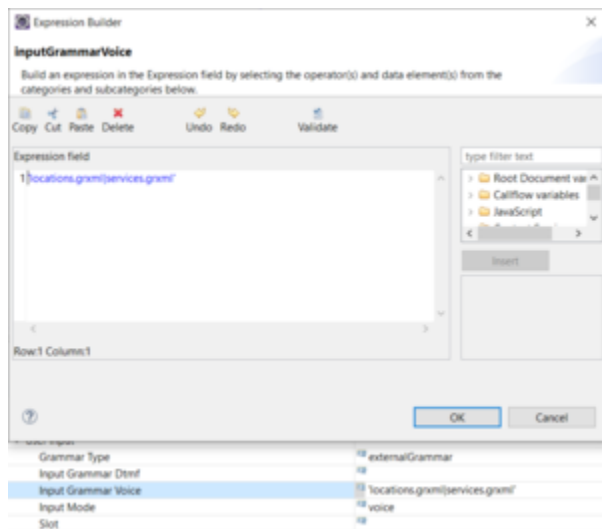 Expression Builder
inputGrammarVoice
Build an expression in the Expression field by selecting the operator(s) and data element(s) from the
categories and subcategories below.
Copy Cut Paste Delete Undo Redo Validate
Expression field
type filter text
1 'locations.grxml|services.grxml'
Root Document var
Callflow variables
JavaScript
Insert
Row:1 Column:1
OK Cancel
User Input
Grammar Type externalGrammar
Input Grammar Dtmf
Input Grammar Voice 'locations.grxml|services.grxml'
Input Mode voice
Slot